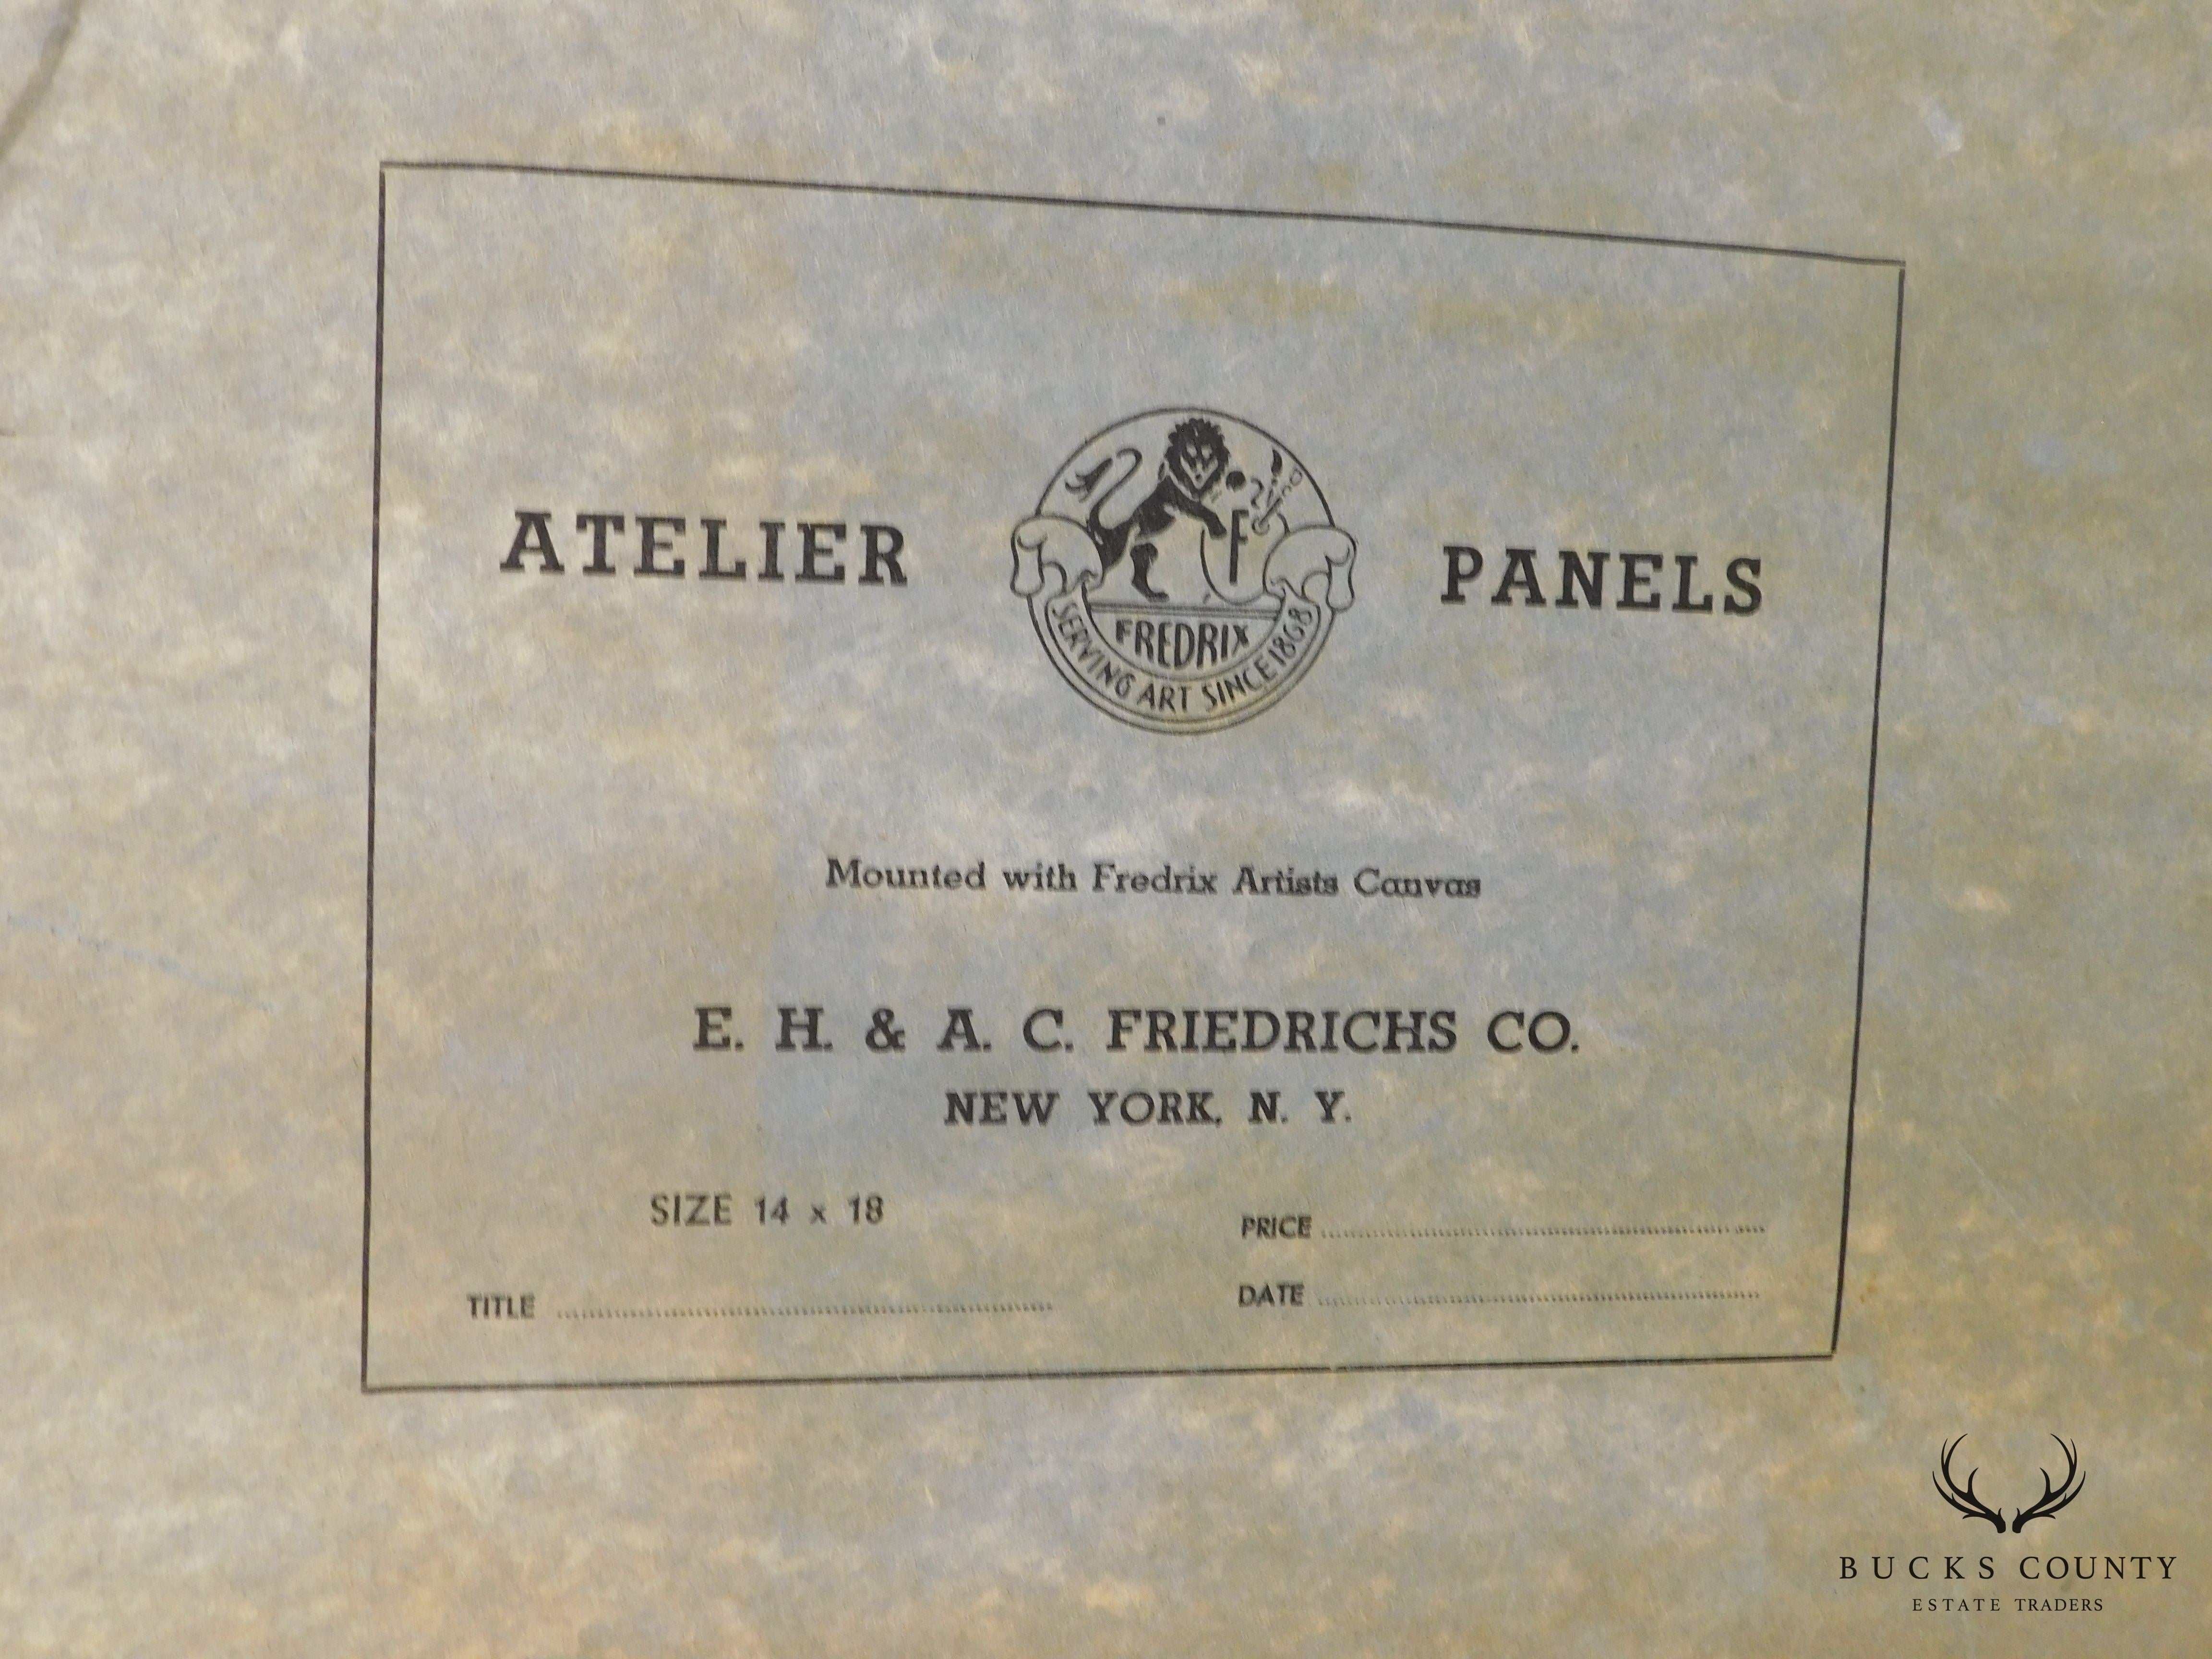 ATELIER PANELS
F
FREDRIX
SERVING ART SINCE 1868
Mounted with Fredrix Artists Canvas
E. H. & A. C. FRIEDRICHS CO.
NEW YORK, N. Y.
SIZE 14 x 18
PRICE
TITLE
DATE
BUCKS COUNTY
ESTATE TRADERS